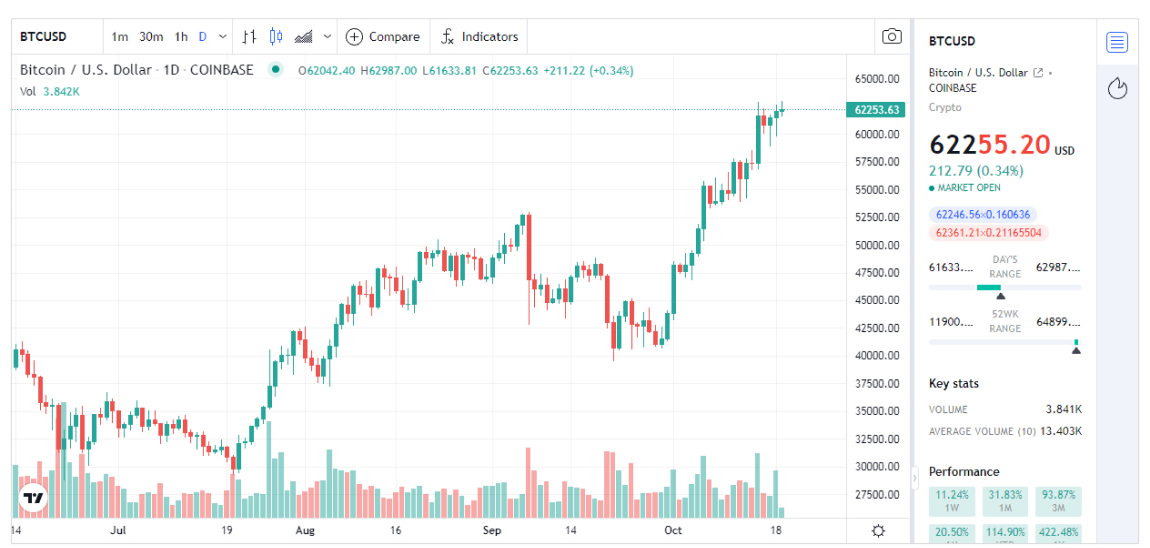 BTCUSD 1m 30m 1h D Compare Indicators
Bitcoin / U.S. Dollar · 1D · COINBASE O62042.40 H62987.00 L61633.81 C62253.63 +211.22 (+0.34%)
Vol 3.842K
65000.00
62253.63
60000.00
57500.00
55000.00
52500.00
50000.00
47500.00
45000.00
42500.00
40000.00
37500.00
35000.00
32500.00
30000.00
27500.00
14 Jul 19 Aug 16 Sep 14 Oct 18
BTCUSD
Bitcoin / U.S. Dollar ·
COINBASE
Crypto
62255.20 USD
212.79 (0.34%)
MARKET OPEN
62246.56×0.160636
62361.21×0.21165504
61633.... DAY'S RANGE 62987....
11900.... 52WK RANGE 64899....
Key stats
VOLUME 3.841K
AVERAGE VOLUME (10) 13.403K
Performance
11.24% 31.83% 93.87%
1W 1M 3M
20.50% 114.90% 422.48%